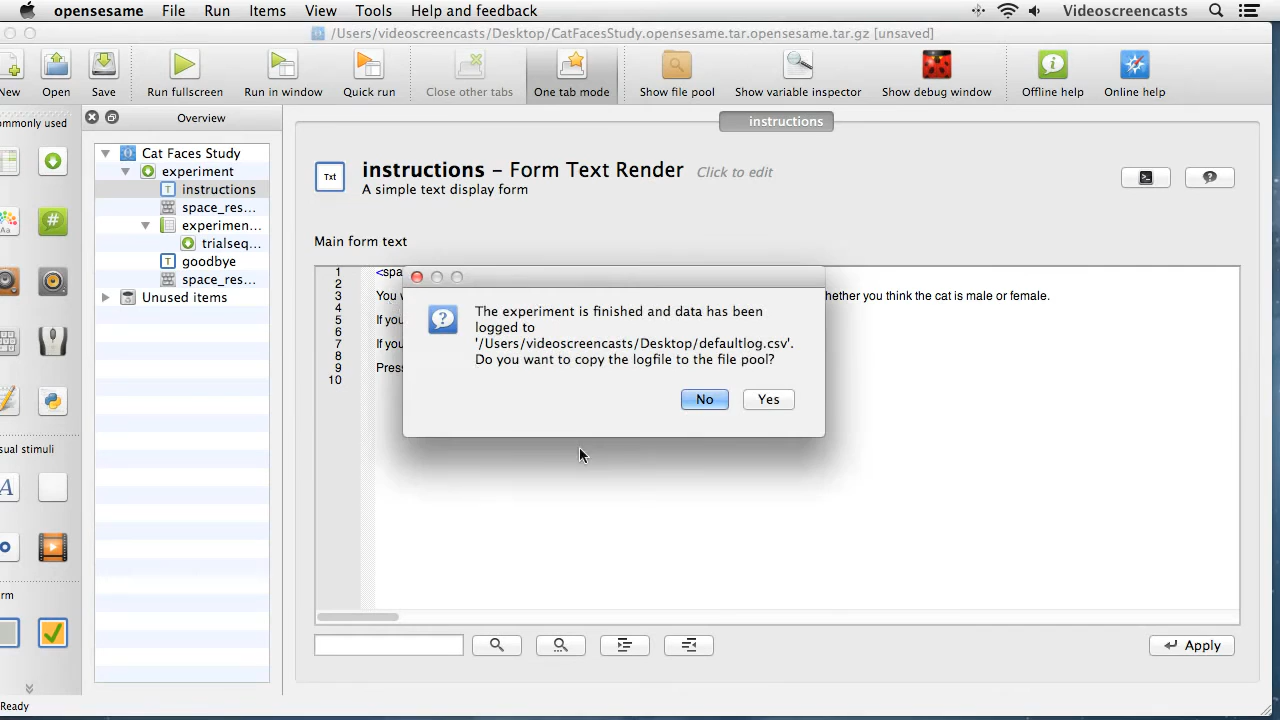 opensesame File Run Items View Tools Help and feedback Videoscreencasts
/Users/videoscreencasts/Desktop/CatFacesStudy.opensesame.tar.opensesame.tar.gz [unsaved]
New Open Save Run fullscreen Run in window Quick run Close other tabs One tab mode Show file pool Show variable inspector Show debug window Offline help Online help
ommonly used
Overview
instructions
Cat Faces Study
experiment
instructions
space_res...
experimen...
trialseq...
goodbye
space_res...
Unused items
Txt
instructions – Form Text Render Click to edit
A simple text display form
Main form text
1 <spa
2
3 You w hether you think the cat is male or female.
4
5 If you
6
7 If you
8
9 Press
10
The experiment is finished and data has been
logged to
'/Users/videoscreencasts/Desktop/defaultlog.csv'.
Do you want to copy the logfile to the file pool?
No Yes
sual stimuli
A
rm
Apply
Ready